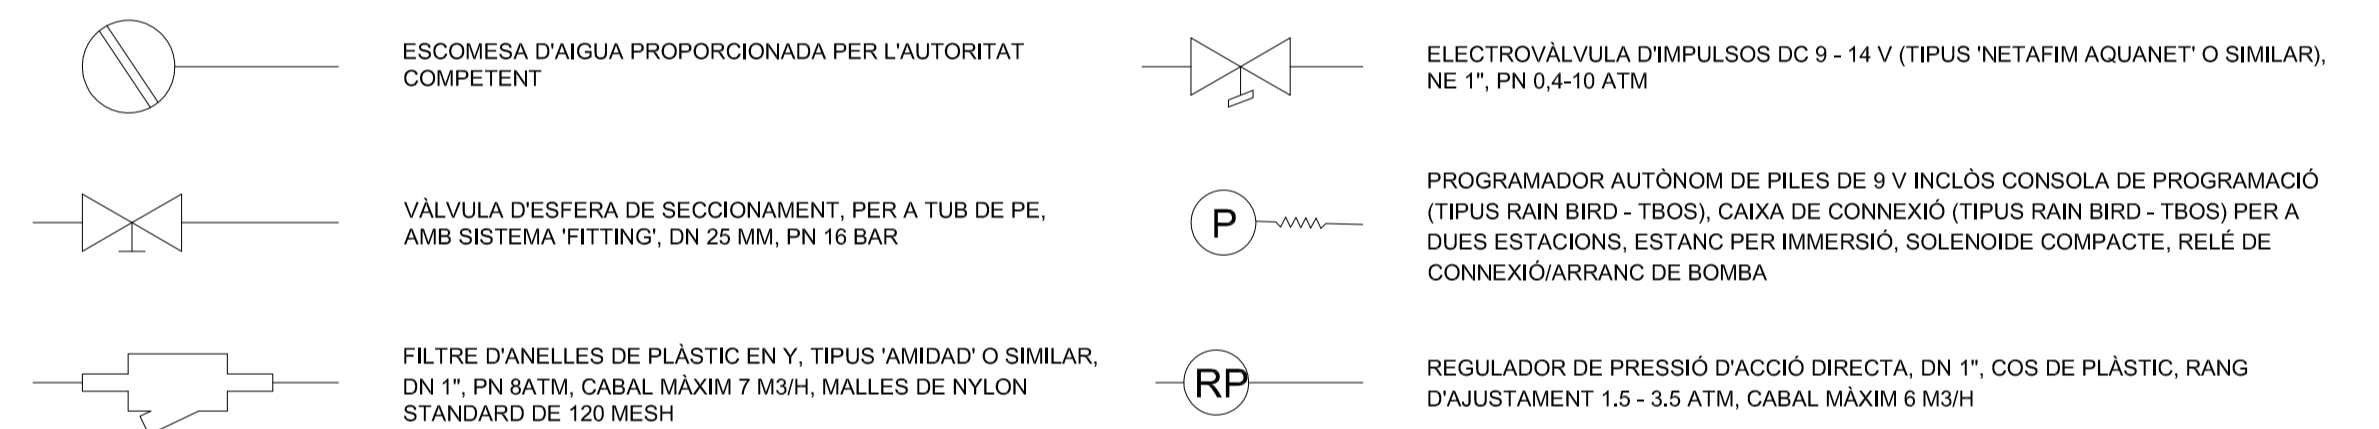 ESCOMESA D'AIGUA PROPORCIONADA PER L'AUTORITAT
COMPETENT
VÀLVULA D'ESFERA DE SECCIONAMENT, PER A TUB DE PE,
AMB SISTEMA 'FITTING', DN 25 MM, PN 16 BAR
FILTRE D'ANELLES DE PLÀSTIC EN Y, TIPUS 'AMIDAD' O SIMILAR,
DN 1", PN 8ATM, CABAL MÀXIM 7 M3/H, MALLES DE NYLON
STANDARD DE 120 MESH
ELECTROVÀLVULA D'IMPULSOS DC 9 - 14 V (TIPUS 'NETAFIM AQUANET' O SIMILAR),
NE 1", PN 0,4-10 ATM
P
PROGRAMADOR AUTÒNOM DE PILES DE 9 V INCLÒS CONSOLA DE PROGRAMACIÓ
(TIPUS RAIN BIRD - TBOS), CAIXA DE CONNEXIÓ (TIPUS RAIN BIRD - TBOS) PER A
DUES ESTACIONS, ESTANC PER IMMERSIÓ, SOLENOIDE COMPACTE, RELÉ DE
CONNEXIÓ/ARRANC DE BOMBA
RP
REGULADOR DE PRESSIÓ D'ACCIÓ DIRECTA, DN 1", COS DE PLÀSTIC, RANG
D'AJUSTAMENT 1.5 - 3.5 ATM, CABAL MÀXIM 6 M3/H